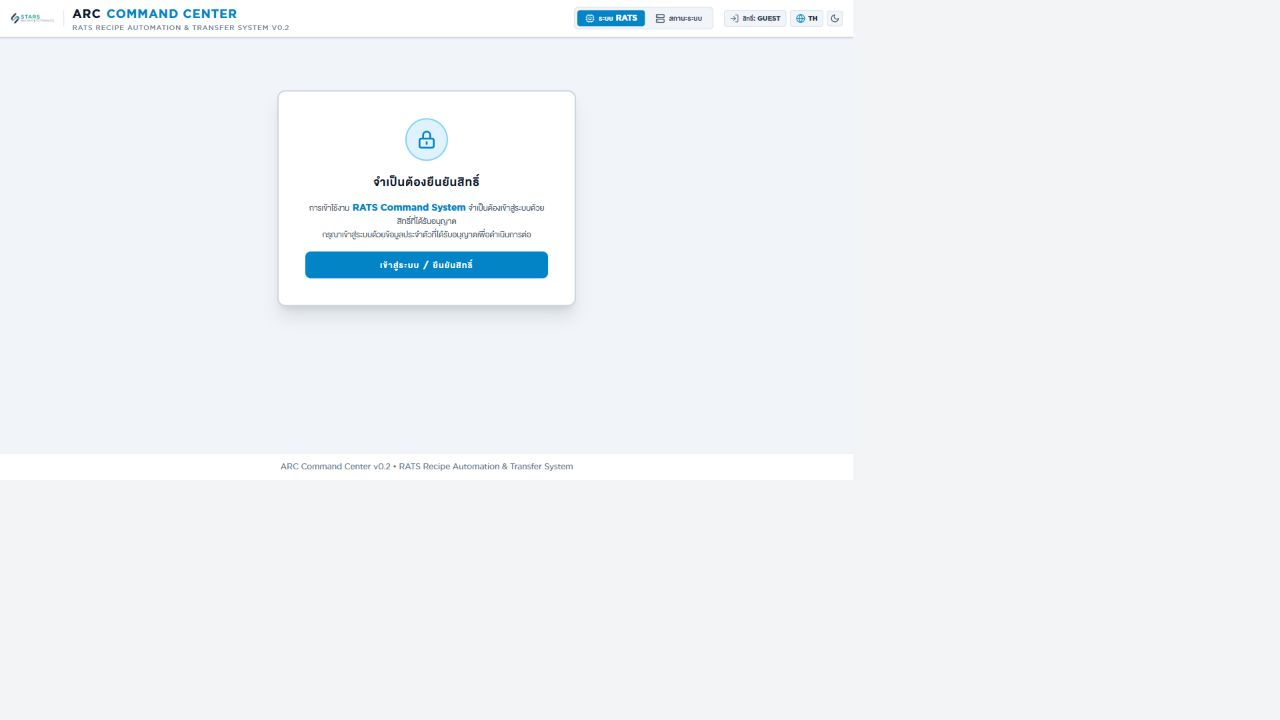 STARS
ARC COMMAND CENTER
RATS RECIPE AUTOMATION & TRANSFER SYSTEM V0.2
ระบบ RATS
สถานะระบบ
สิทธิ์: GUEST
TH
จำเป็นต้องยืนยันสิทธิ์
การเข้าใช้งาน RATS Command System จำเป็นต้องเข้าสู่ระบบด้วย
สิทธิ์ที่ได้รับอนุญาต
กรุณาเข้าสู่ระบบด้วยข้อมูลประจำตัวที่ได้รับอนุญาตเพื่อดำเนินการต่อ
เข้าสู่ระบบ / ยืนยันสิทธิ์
ARC Command Center v0.2 • RATS Recipe Automation & Transfer System